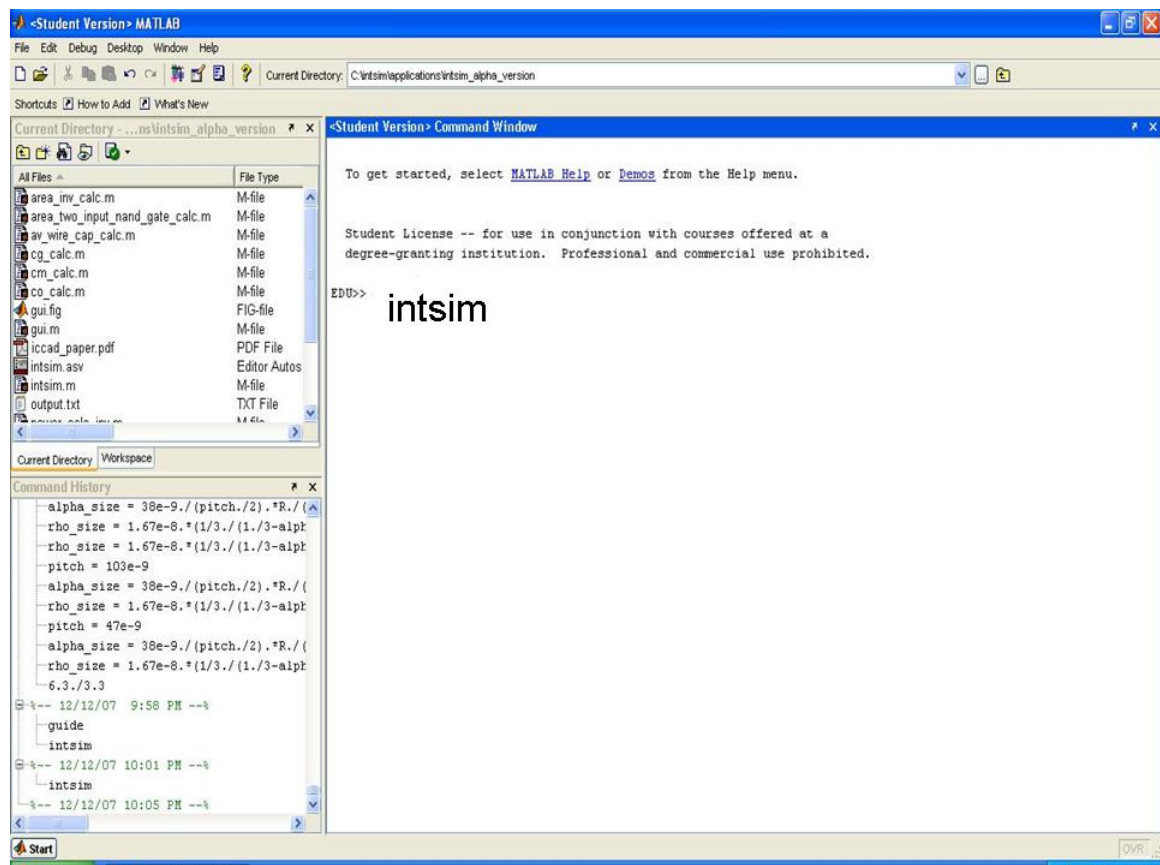 <Student Version> MATLAB
File Edit Debug Desktop Window Help
Current Directory: C:\intsim\applications\intsim_alpha_version
Shortcuts How to Add What's New
Current Directory - ...ns\intsim_alpha_version
All Files File Type
area_inv_calc.m M-file
area_two_input_nand_gate_calc.m M-file
av_wire_cap_calc.m M-file
cg_calc.m M-file
cm_calc.m M-file
co_calc.m M-file
gui.fig FIG-file
gui.m M-file
iccad_paper.pdf PDF File
intsim.asv Editor Autos
intsim.m M-file
output.txt TXT File
Current Directory Workspace
Command History
alpha_size = 38e-9./(pitch./2).*R./(
rho_size = 1.67e-8.*(1/3./(1./3-alph
rho_size = 1.67e-8.*(1/3./(1./3-alph
pitch = 103e-9
alpha_size = 38e-9./(pitch./2).*R./(
rho_size = 1.67e-8.*(1/3./(1./3-alph
pitch = 47e-9
alpha_size = 38e-9./(pitch./2).*R./(
rho_size = 1.67e-8.*(1/3./(1./3-alph
6.3./3.3
%-- 12/12/07 9:58 PM --%
guide
intsim
%-- 12/12/07 10:01 PM --%
intsim
%-- 12/12/07 10:05 PM --%
<Student Version> Command Window
To get started, select MATLAB Help or Demos from the Help menu.
Student License -- for use in conjunction with courses offered at a
degree-granting institution. Professional and commercial use prohibited.
EDU>> intsim
Start
OVR